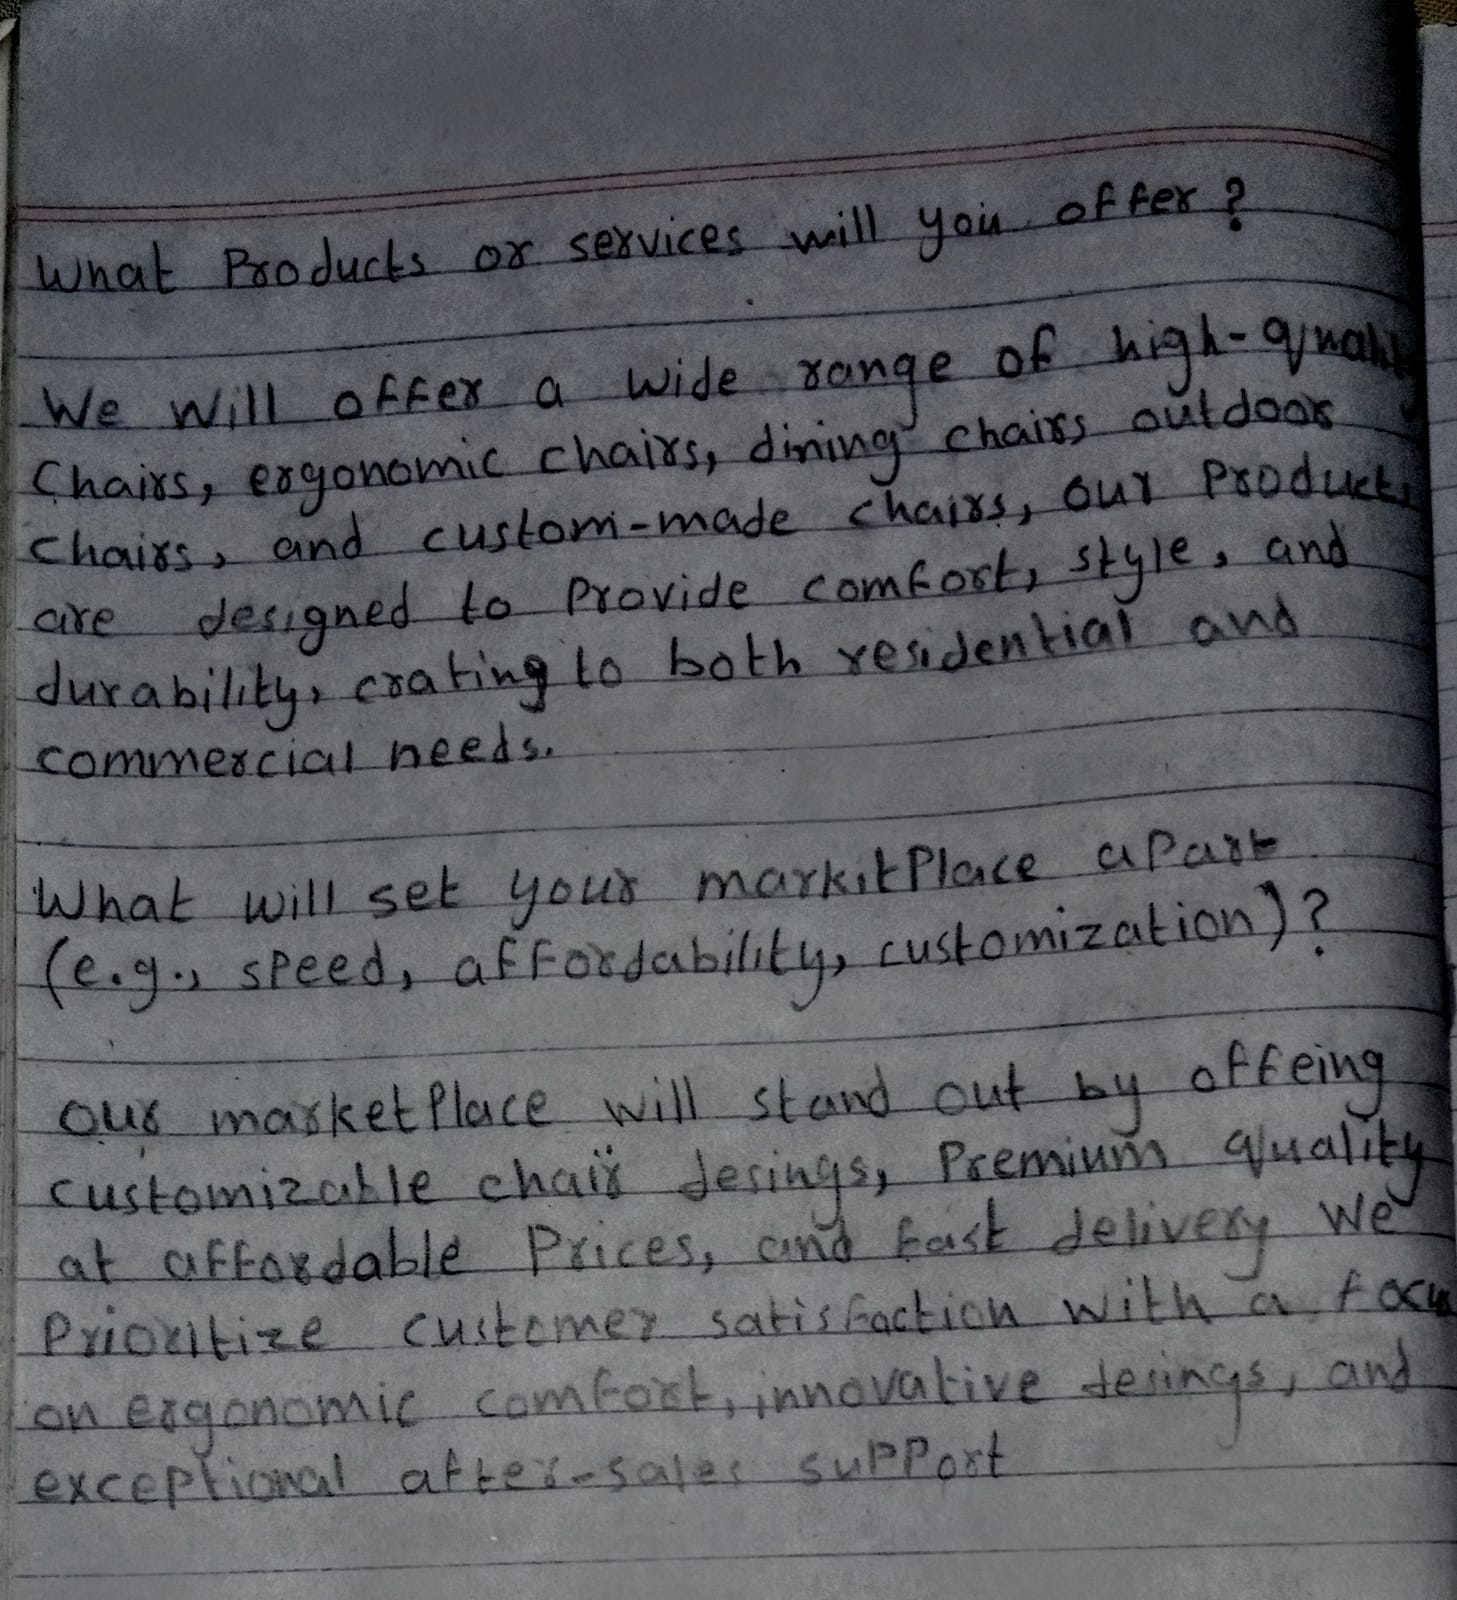 What Products or services will you offer?
We will offer a wide range of high-quality
Chairs, ergonomic chairs, dining chairs outdoor
chairs, and custom-made chairs, our Products
are designed to Provide comfort, style, and
durability, crating to both residential and
commercial needs.
What will set your markitPlace aPart
(e.g., speed, affordability, customization)?
our marketPlace will stand out by offeing
customizable chair desings, Premium quality
at affordable Prices, and fast delivery We
Prioritize customer satisfaction with a focus
on ergonomic comfort, innovative desings, and
exceptional after-sales support